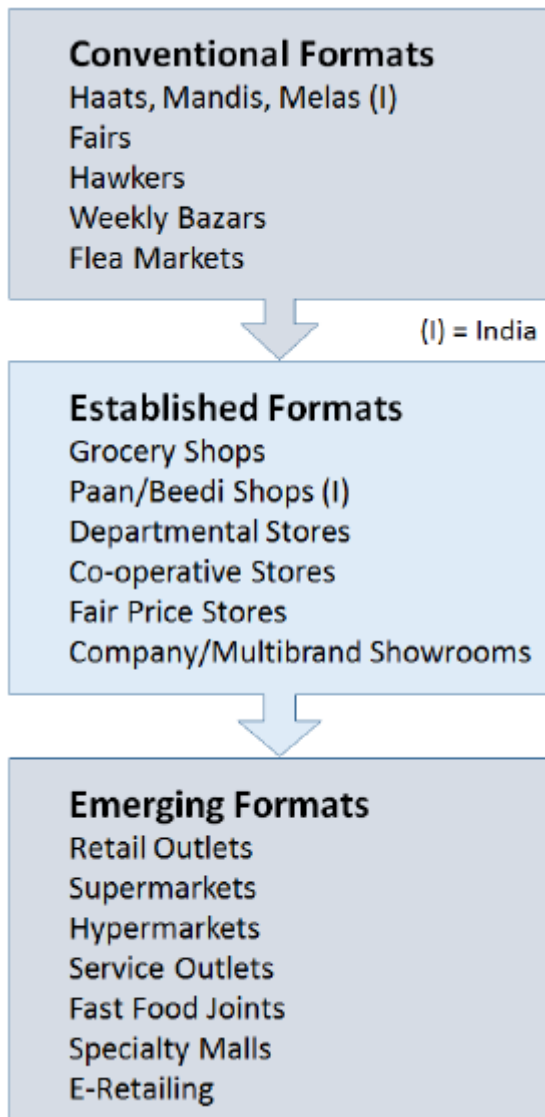 Conventional Formats
Haats, Mandis, Melas (I)
Fairs
Hawkers
Weekly Bazars
Flea Markets
(I) = India
Established Formats
Grocery Shops
Paan/Beedi Shops (I)
Departmental Stores
Co-operative Stores
Fair Price Stores
Company/Multibrand Showrooms
Emerging Formats
Retail Outlets
Supermarkets
Hypermarkets
Service Outlets
Fast Food Joints
Specialty Malls
E-Retailing